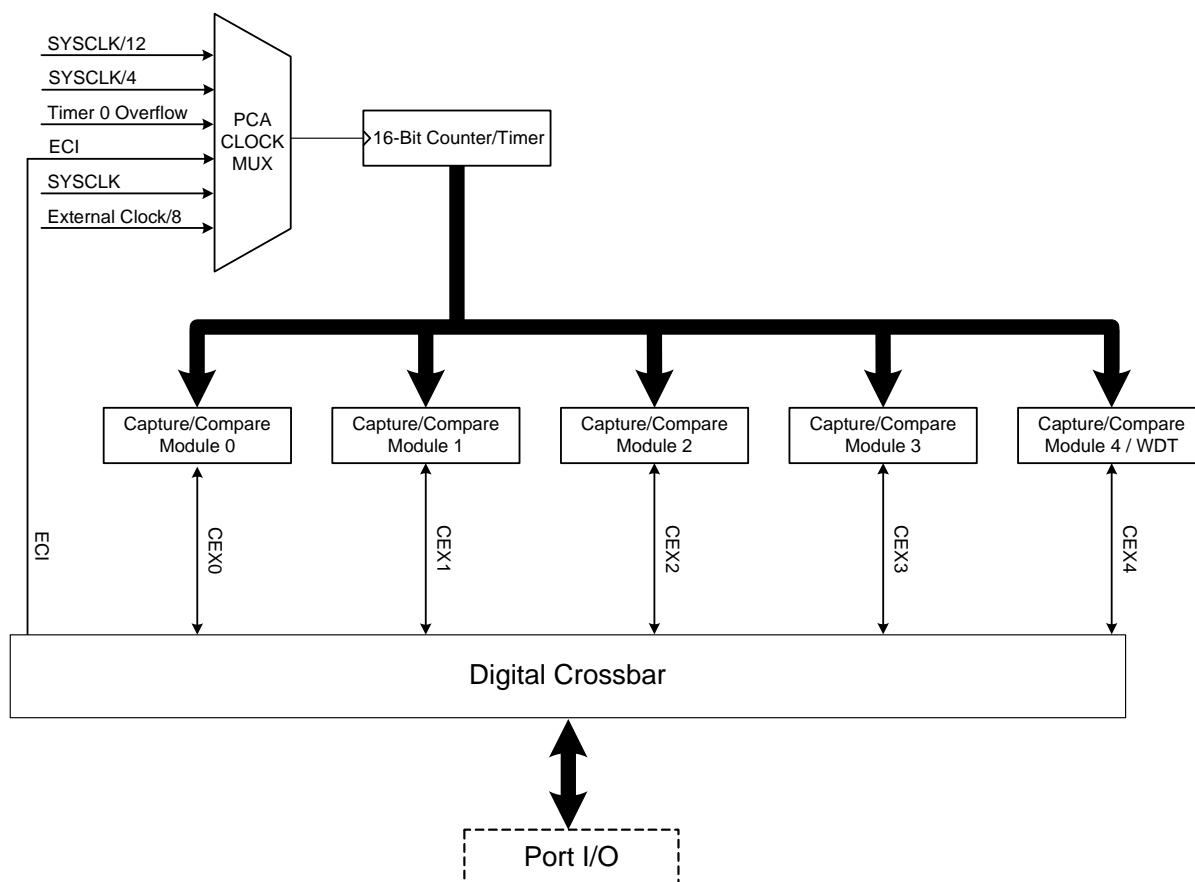 SYSCLK/12
SYSCLK/4
Timer 0 Overflow
ECI
SYSCLK
External Clock/8
PCA
CLOCK
MUX
16-Bit Counter/Timer
Capture/Compare
Module 0
Capture/Compare
Module 1
Capture/Compare
Module 2
Capture/Compare
Module 3
Capture/Compare
Module 4 / WDT
ECI
CEX0
CEX1
CEX2
CEX3
CEX4
Digital Crossbar
Port I/O